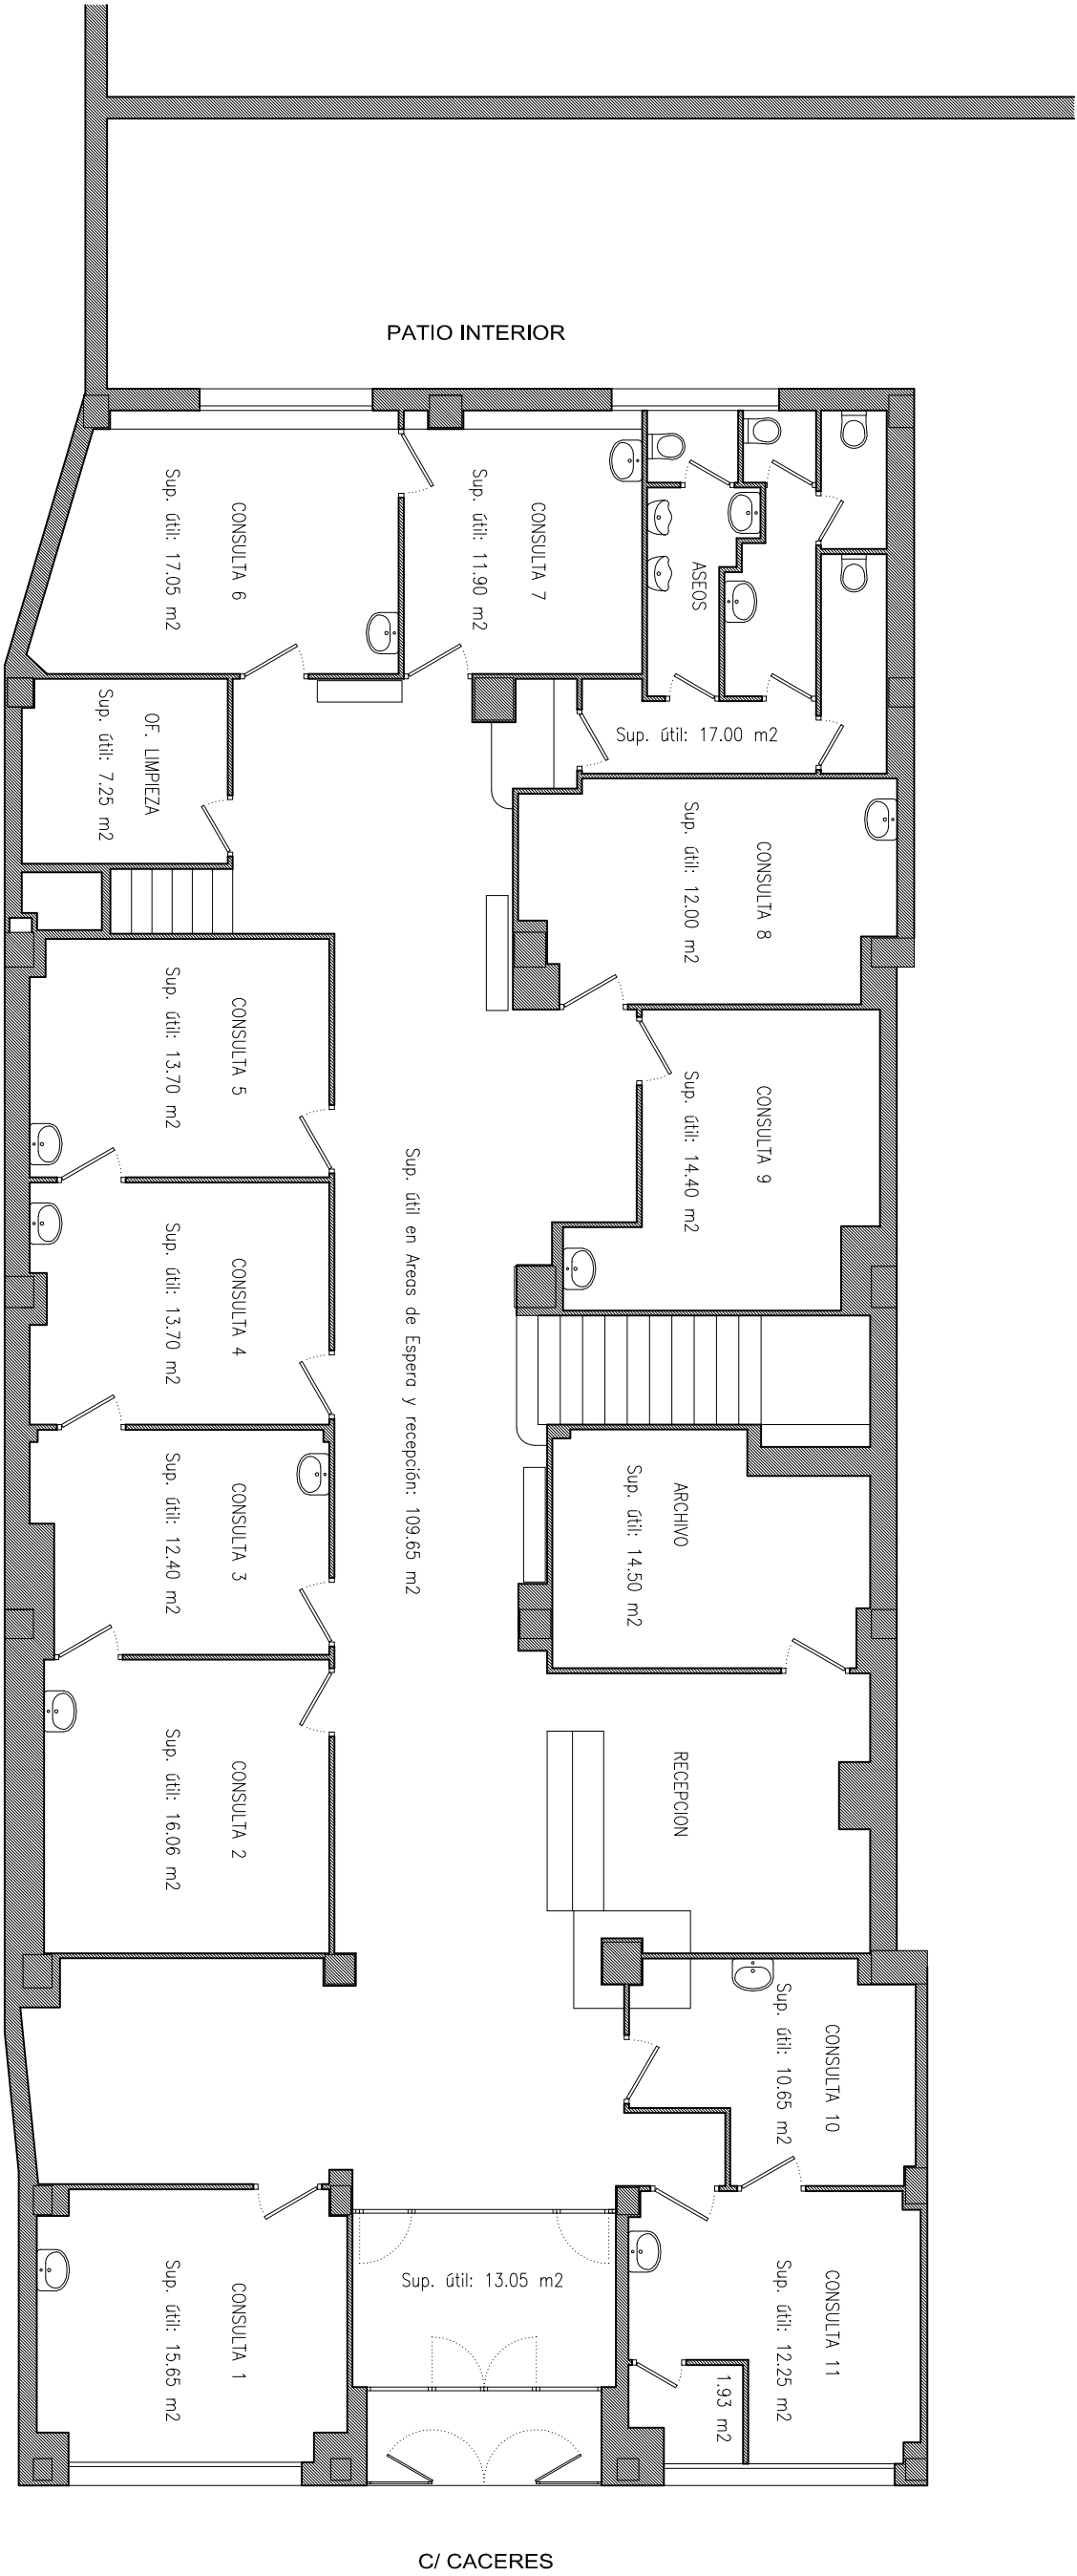 PATIO INTERIOR
CONSULTA 6
Sup. útil: 17.05 m2
CONSULTA 7
Sup. útil: 11.90 m2
ASEOS
Sup. útil: 17.00 m2
OF. LIMPIEZA
Sup. útil: 7.25 m2
CONSULTA 8
Sup. útil: 12.00 m2
CONSULTA 5
Sup. útil: 13.70 m2
CONSULTA 9
Sup. útil: 14.40 m2
Sup. útil en Areas de Espera y recepción: 109.65 m2
CONSULTA 4
Sup. útil: 13.70 m2
CONSULTA 3
Sup. útil: 12.40 m2
ARCHIVO
Sup. útil: 14.50 m2
CONSULTA 2
Sup. útil: 16.06 m2
RECEPCION
CONSULTA 10
Sup. útil: 10.65 m2
CONSULTA 1
Sup. útil: 15.65 m2
Sup. útil: 13.05 m2
CONSULTA 11
Sup. útil: 12.25 m2
1.93 m2
C/ CACERES